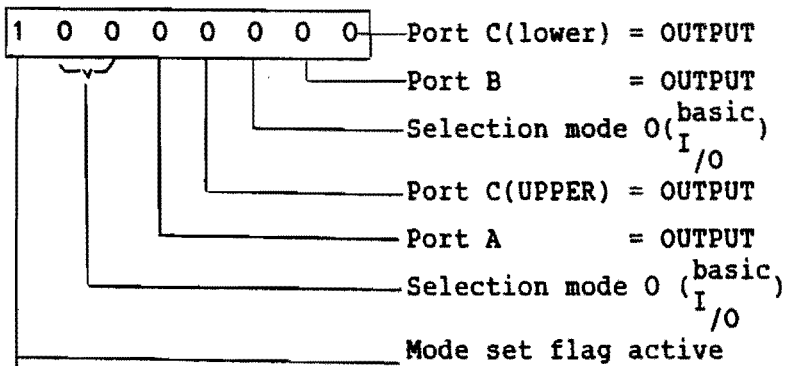 1 0 0 0 0 0 0 0 Port C(lower) = OUTPUT
Port B = OUTPUT
Selection mode 0(basic I/O)
Port C(UPPER) = OUTPUT
Port A = OUTPUT
Selection mode 0 (basic I/O)
Mode set flag active